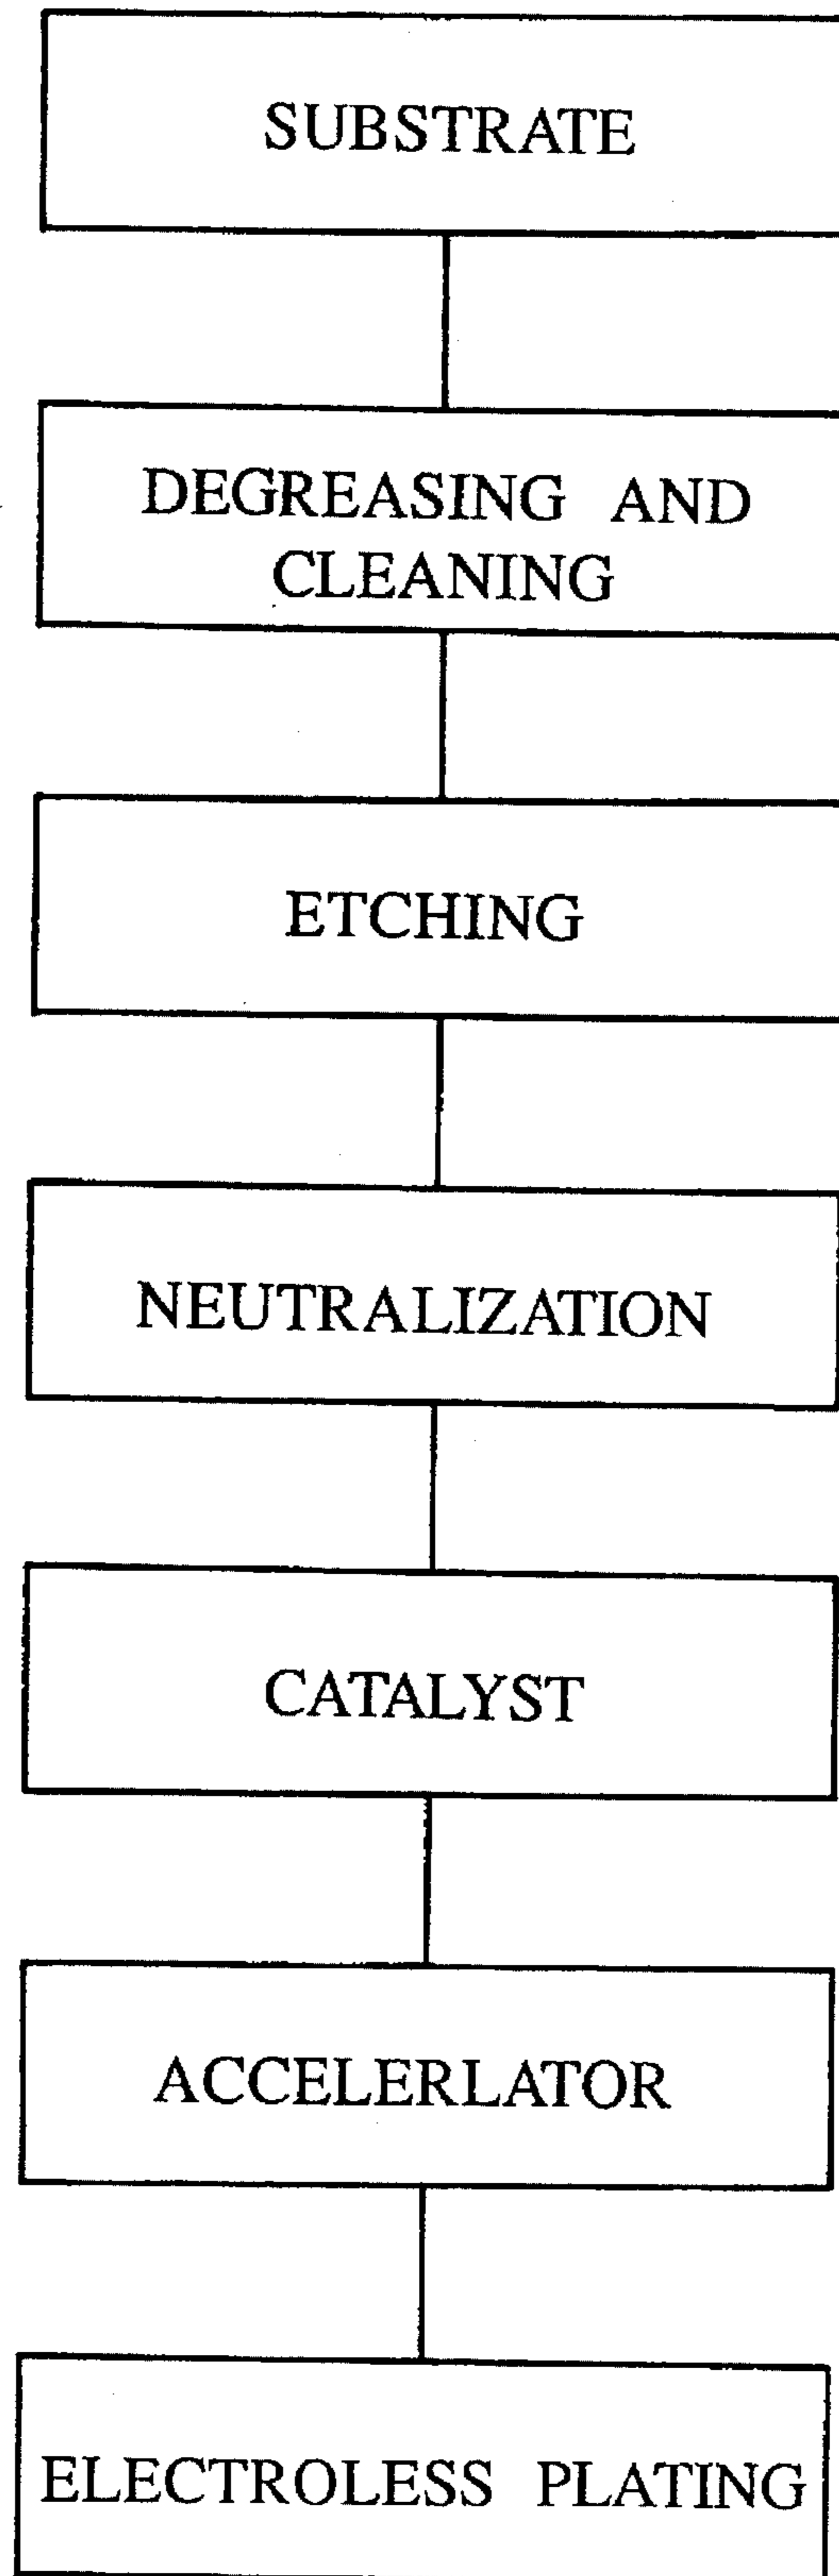 SUBSTRATE
DEGREASING AND
CLEANING
ETCHING
NEUTRALIZATION
CATALYST
ACCELERLATOR
ELECTROLESS PLATING